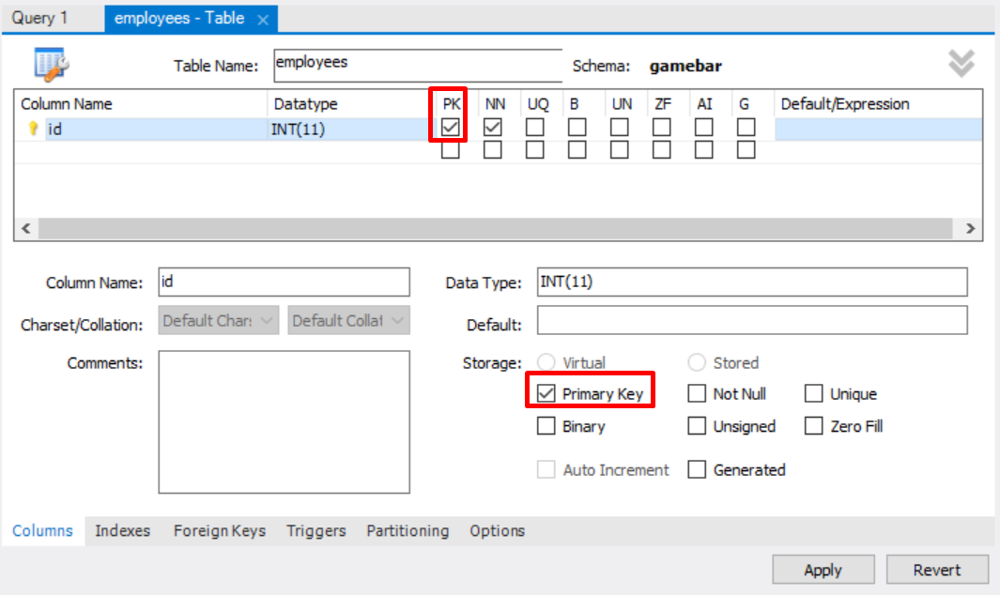 Query 1 employees - Table
Table Name: employees Schema: gamebar
Column Name Datatype PK NN UQ B UN ZF AI G Default/Expression
id INT(11)
Column Name: id Data Type: INT(11)
Charset/Collation: Default Chars Default Collat Default:
Comments: Storage: Virtual Stored
Primary Key Not Null Unique
Binary Unsigned Zero Fill
Auto Increment Generated
Columns Indexes Foreign Keys Triggers Partitioning Options
Apply Revert